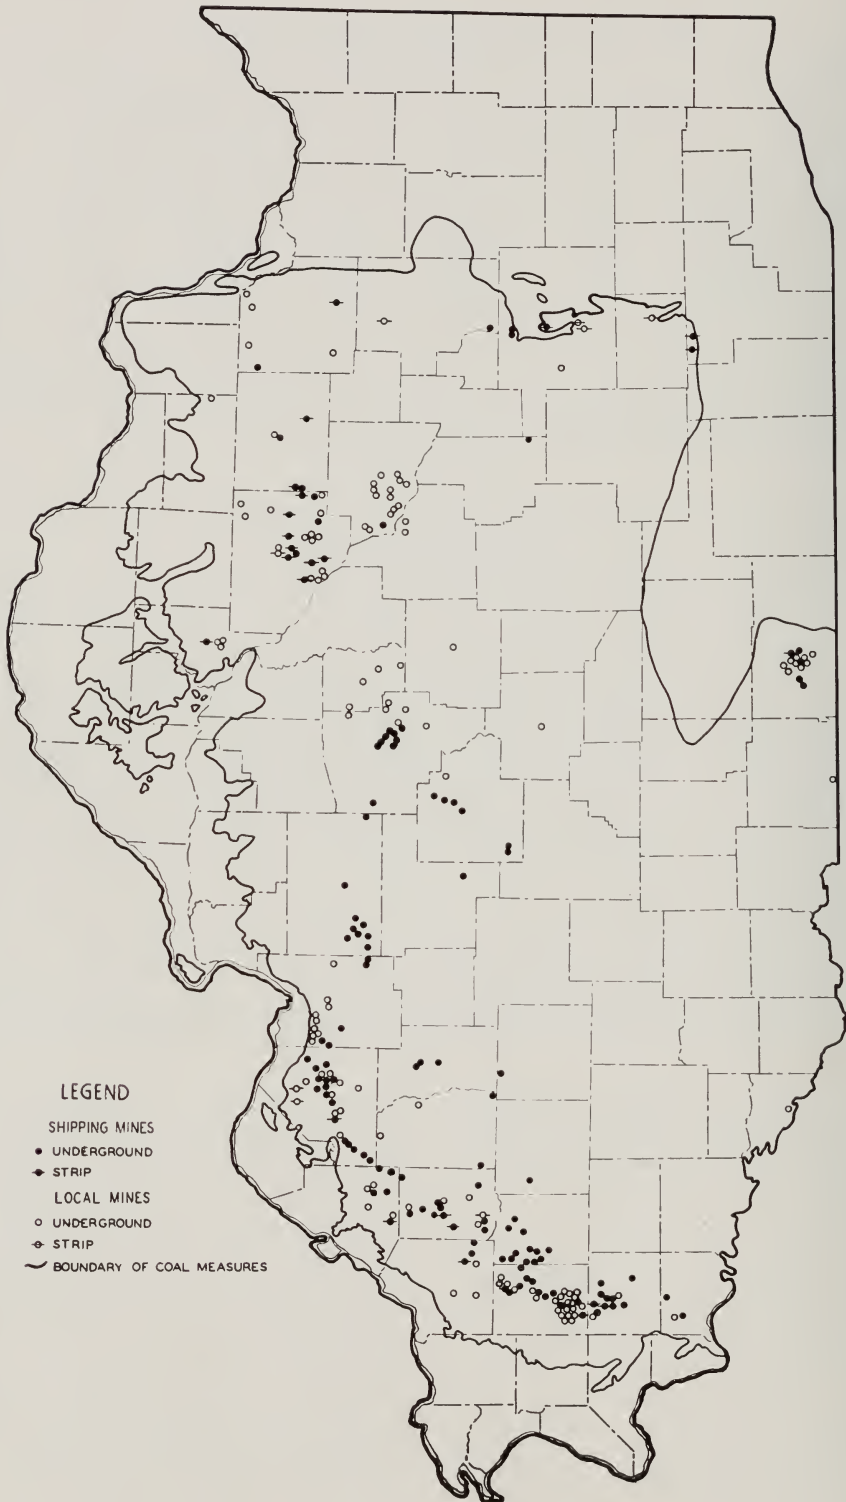 LEGEND
SHIPPING MINES
UNDERGROUND
STRIP
LOCAL MINES
UNDERGROUND
STRIP
BOUNDARY OF COAL MEASURES